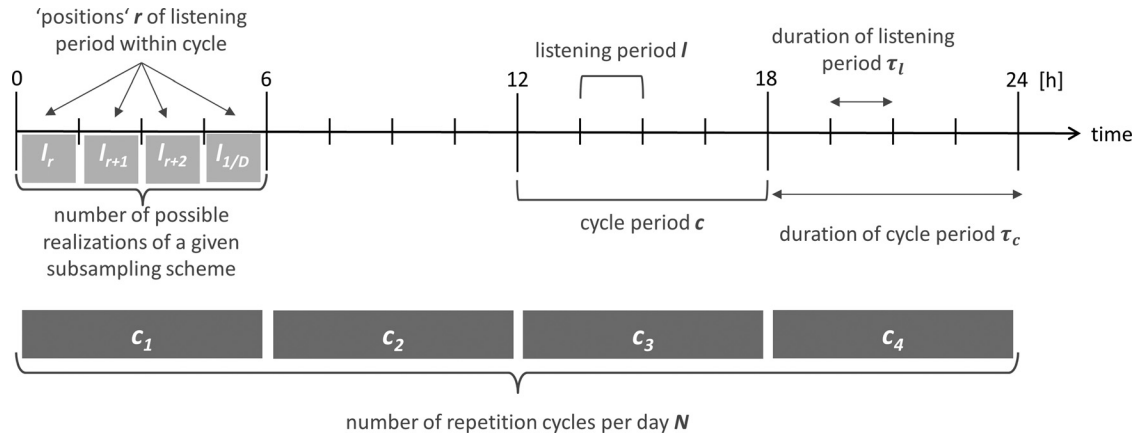 ‘positions‘ r of listening
period within cycle
listening period l
duration of listening
period τl
0
6
12
18
24 [h]
time
lr
lr+1
lr+2
l1/D
number of possible
realizations of a given
subsampling scheme
cycle period c
duration of cycle period τc
c1
c2
c3
c4
number of repetition cycles per day N